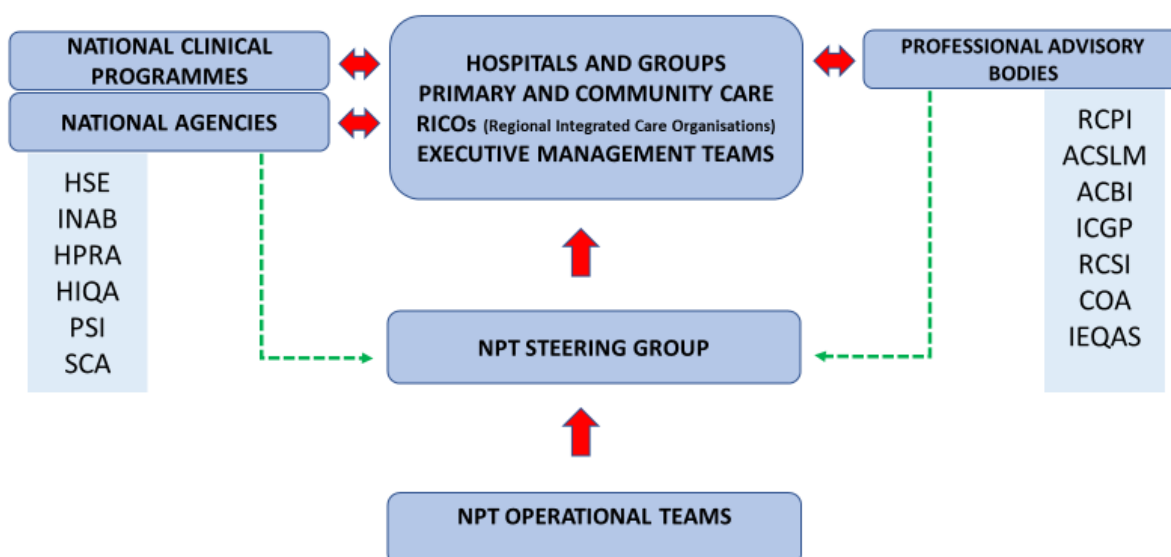 NATIONAL CLINICAL
PROGRAMMES
NATIONAL AGENCIES
HSE
INAB
HPRA
HIQA
PSI
SCA
HOSPITALS AND GROUPS
PRIMARY AND COMMUNITY CARE
RICOs (Regional Integrated Care Organisations)
EXECUTIVE MANAGEMENT TEAMS
PROFESSIONAL ADVISORY
BODIES
RCPI
ACSLM
ACBI
ICGP
RCSI
COA
IEQAS
NPT STEERING GROUP
NPT OPERATIONAL TEAMS